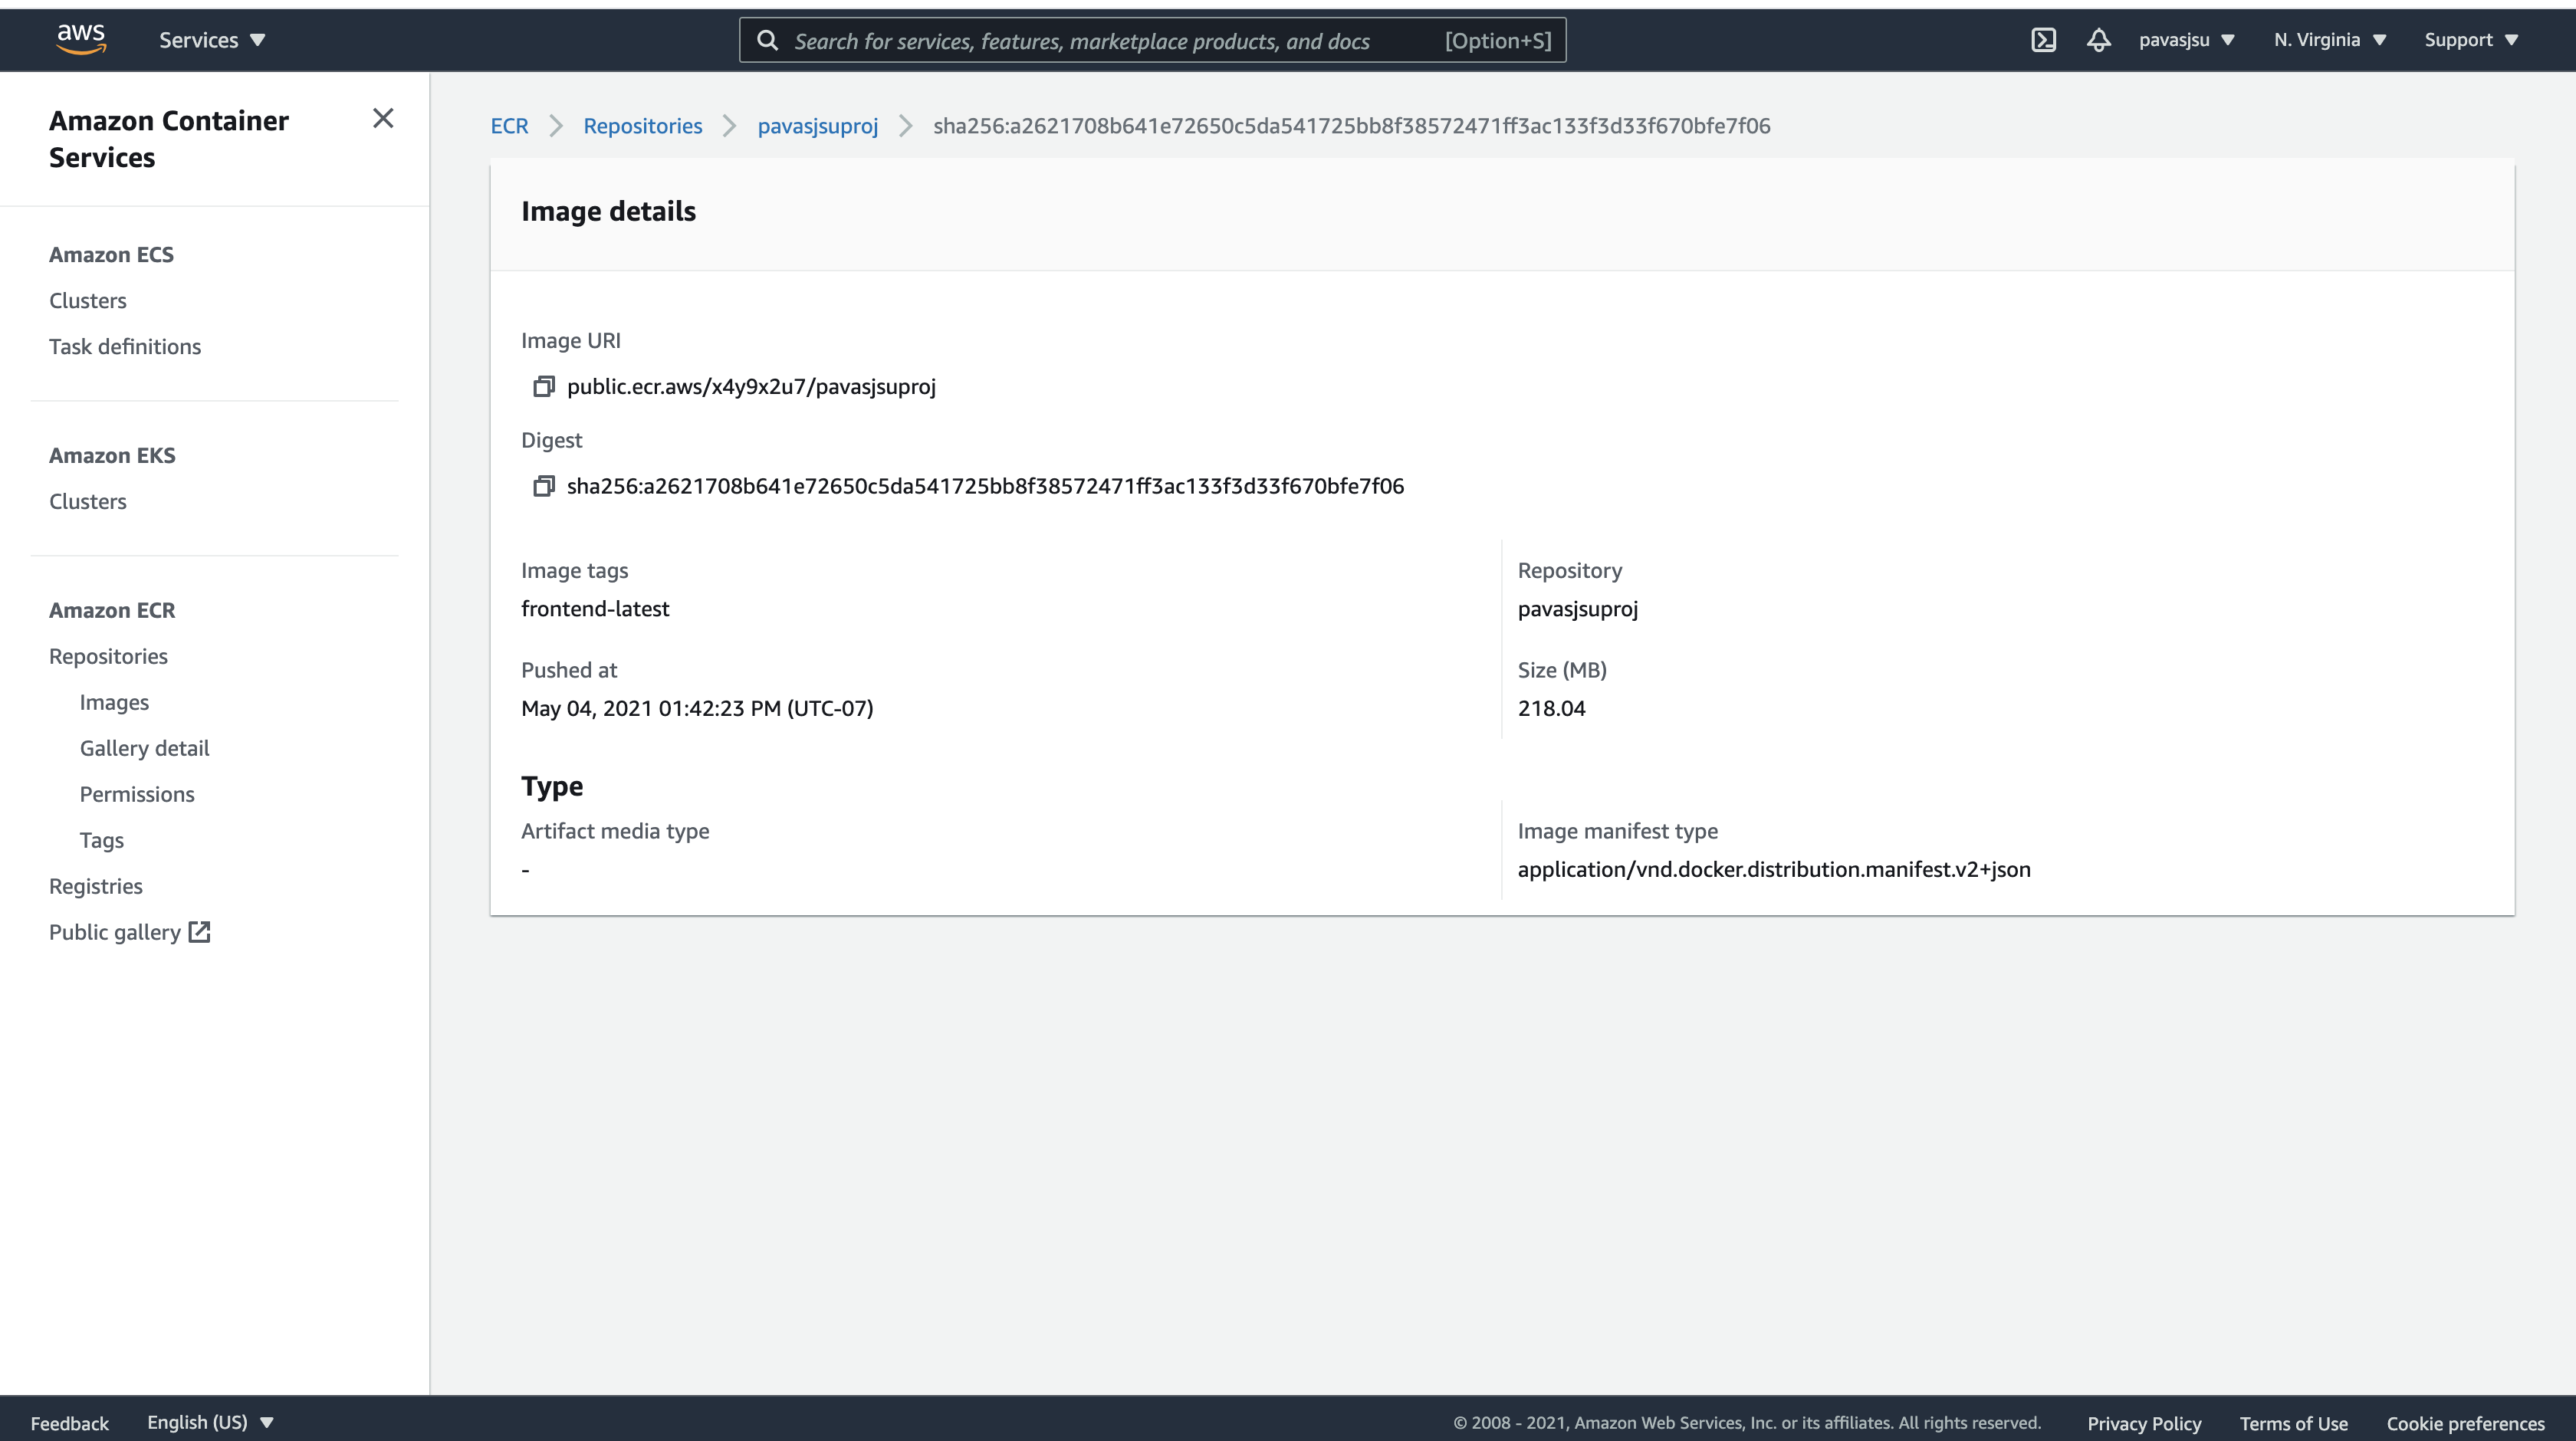 aws Services Search for services, features, marketplace products, and docs [Option+S] pavasjsu N. Virginia Support
Amazon Container
Services
Amazon ECS
Clusters
Task definitions
Amazon EKS
Clusters
Amazon ECR
Repositories
Images
Gallery detail
Permissions
Tags
Registries
Public gallery
ECR Repositories pavasjsuproj sha256:a2621708b641e72650c5da541725bb8f38572471ff3ac133f3d33f670bfe7f06
Image details
Image URI
public.ecr.aws/x4y9x2u7/pavasjsuproj
Digest
sha256:a2621708b641e72650c5da541725bb8f38572471ff3ac133f3d33f670bfe7f06
Image tags
frontend-latest
Repository
pavasjsuproj
Pushed at
May 04, 2021 01:42:23 PM (UTC-07)
Size (MB)
218.04
Type
Artifact media type
-
Image manifest type
application/vnd.docker.distribution.manifest.v2+json
Feedback English (US) © 2008 - 2021, Amazon Web Services, Inc. or its affiliates. All rights reserved. Privacy Policy Terms of Use Cookie preferences